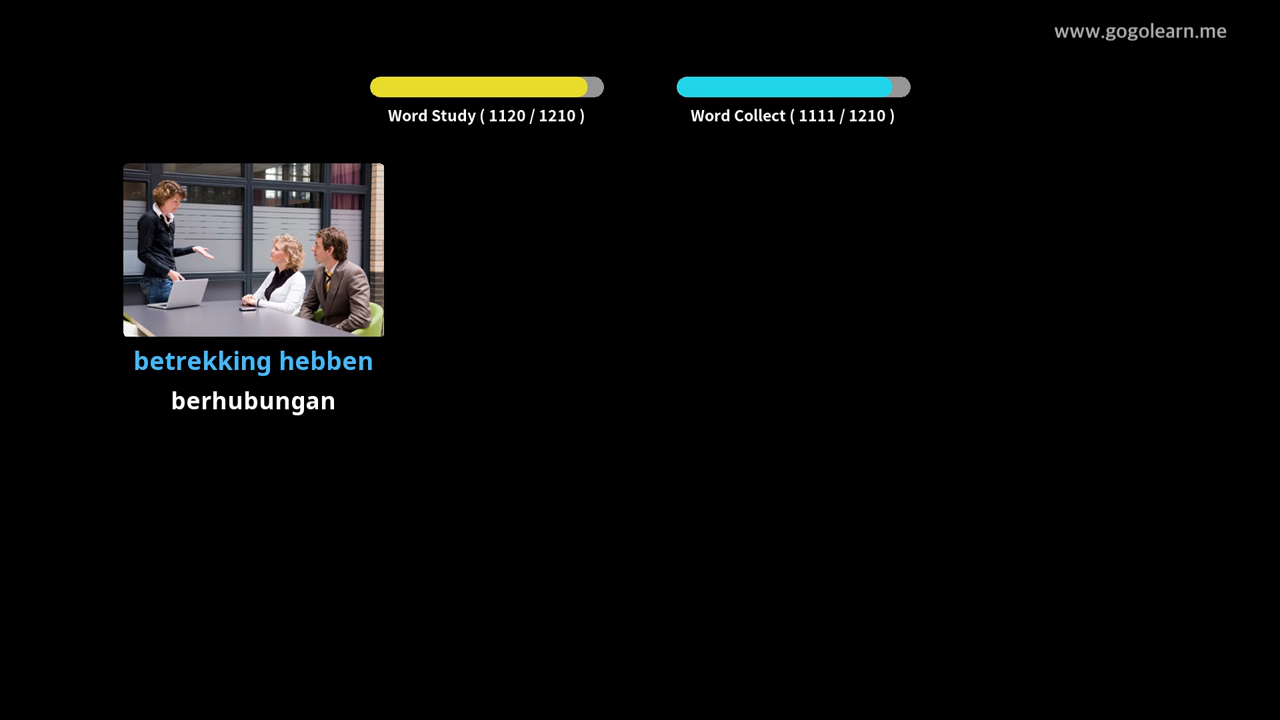 www.gogolearn.me
Word Study ( 1120 / 1210 )
Word Collect ( 1111 / 1210 )
betrekking hebben
berhubungan